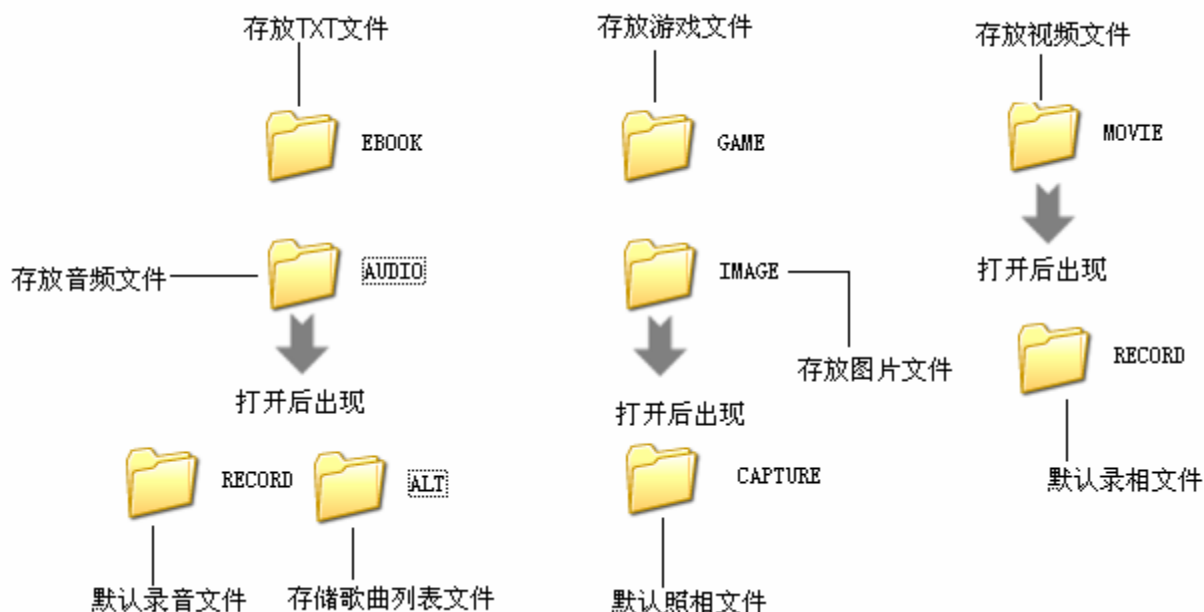 存放TXT文件
存放游戏文件
存放视频文件
EBOOK
GAME
MOVIE
存放音频文件
AUDIO
IMAGE
打开后出现
存放图片文件
RECORD
打开后出现
打开后出现
RECORD
ALT
CAPTURE
默认录相文件
默认录音文件
存储歌曲列表文件
默认照相文件